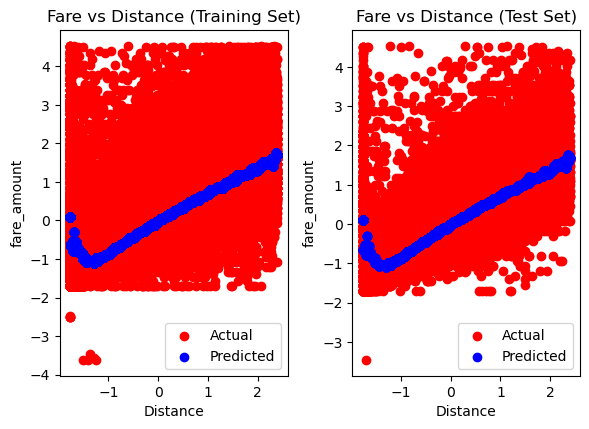 Fare vs Distance (Training Set)
4
3
2
1
0
−1
−2
−3
−4
fare_amount
−1
0
1
2
Distance
Actual
Predicted
Fare vs Distance (Test Set)
4
3
2
1
0
−1
−2
−3
fare_amount
−1
0
1
2
Distance
Actual
Predicted